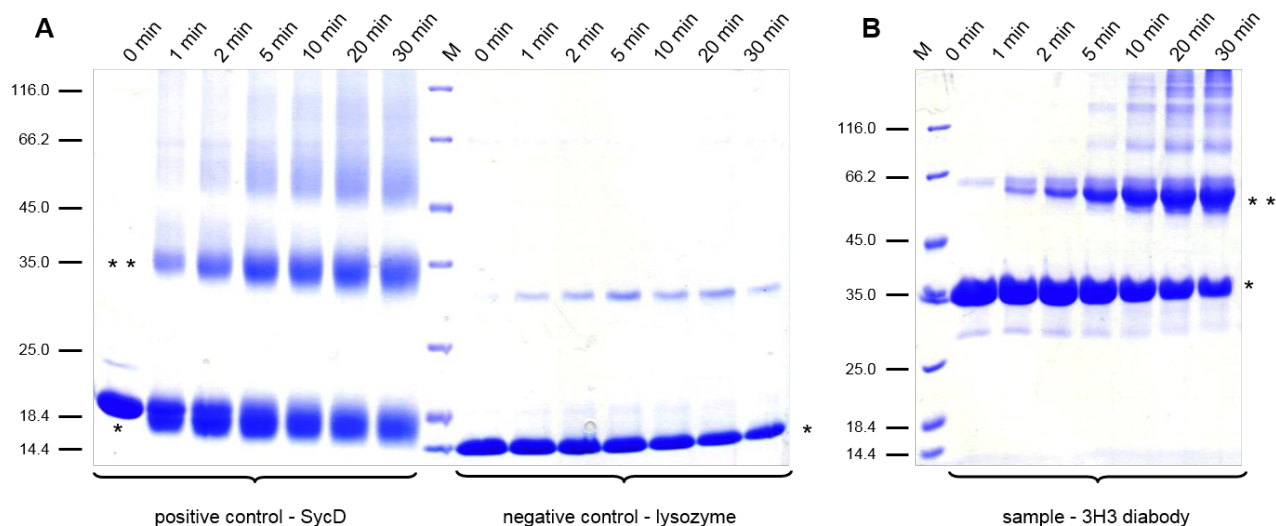 A
0 min 1 min 2 min 5 min 10 min 20 min 30 min M 0 min 1 min 2 min 5 min 10 min 20 min 30 min
116.0
66.2
45.0
* *
35.0
25.0
18.4
*
14.4
*
positive control - SycD
negative control - lysozyme
B
M 0 min 1 min 2 min 5 min 10 min 20 min 30 min
116.0
66.2
* *
45.0
35.0
*
25.0
18.4
14.4
sample - 3H3 diabody